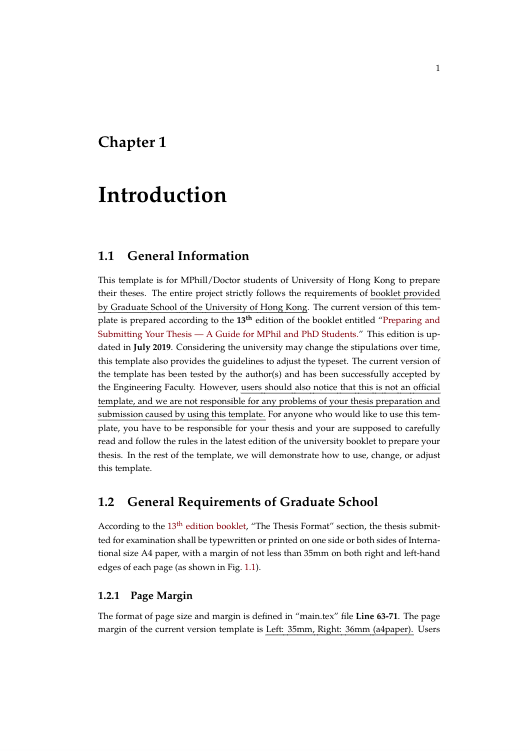 1
Chapter 1
Introduction
1.1 General Information
This template is for MPhill/Doctor students of University of Hong Kong to prepare
their theses. The entire project strictly follows the requirements of booklet provided
by Graduate School of the University of Hong Kong. The current version of this tem-
plate is prepared according to the 13th edition of the booklet entitled “Preparing and
Submitting Your Thesis — A Guide for MPhil and PhD Students.” This edition is up-
dated in July 2019. Considering the university may change the stipulations over time,
this template also provides the guidelines to adjust the typeset. The current version of
the template has been tested by the author(s) and has been successfully accepted by
the Engineering Faculty. However, users should also notice that this is not an official
template, and we are not responsible for any problems of your thesis preparation and
submission caused by using this template. For anyone who would like to use this tem-
plate, you have to be responsible for your thesis and your are supposed to carefully
read and follow the rules in the latest edition of the university booklet to prepare your
thesis. In the rest of the template, we will demonstrate how to use, change, or adjust
this template.
1.2 General Requirements of Graduate School
According to the 13th edition booklet, “The Thesis Format” section, the thesis submit-
ted for examination shall be typewritten or printed on one side or both sides of Interna-
tional size A4 paper, with a margin of not less than 35mm on both right and left-hand
edges of each page (as shown in Fig. 1.1).
1.2.1 Page Margin
The format of page size and margin is defined in “main.tex” file Line 63-71. The page
margin of the current version template is Left: 35mm, Right: 36mm (a4paper). Users